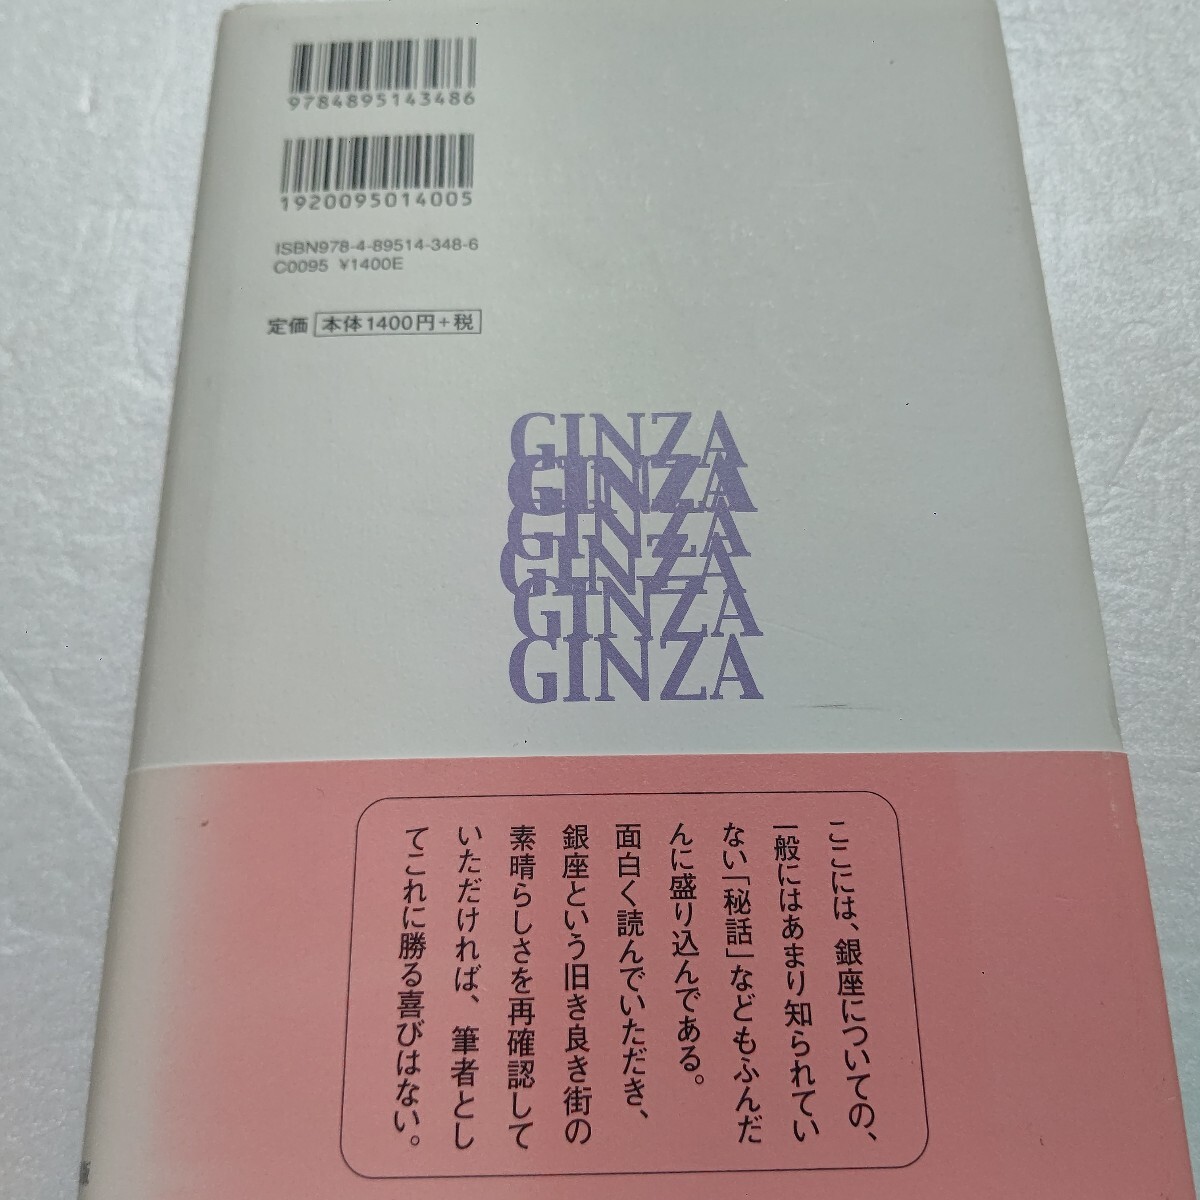 9784895143486
1920095014005
ISBN978-4-89514-348-6
C0095 ¥1400E
定価 本体1400円+税
GINZA
GINZA
GINZA
GINZA
GINZA
GINZA
ここには、銀座についての、
一般にはあまり知られてい
ない「秘話」などもふんだ
んに盛り込んである。
面白く読んでいただき、
銀座という旧き良き街の
素晴らしさを再確認して
いただければ、筆者とし
てこれに勝る喜びはない。
版